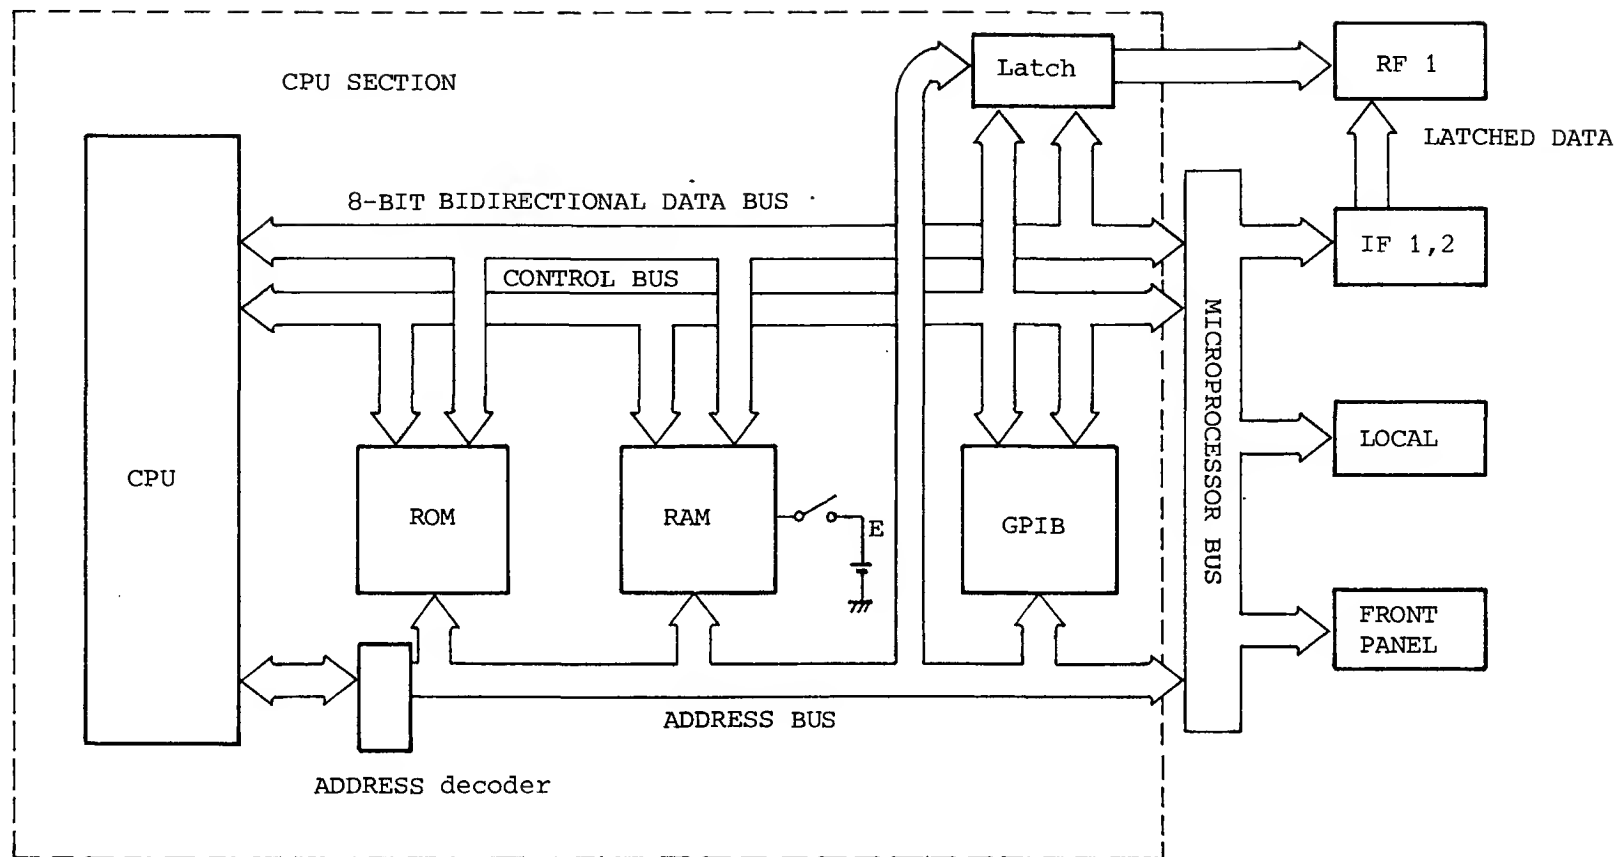 CPU SECTION
Latch
RF 1
LATCHED DATA
8-BIT BIDIRECTIONAL DATA BUS
IF 1,2
CONTROL BUS
MICROPROCESSOR BUS
LOCAL
CPU
ROM
RAM
E
GPIB
FRONT
PANEL
ADDRESS BUS
ADDRESS decoder